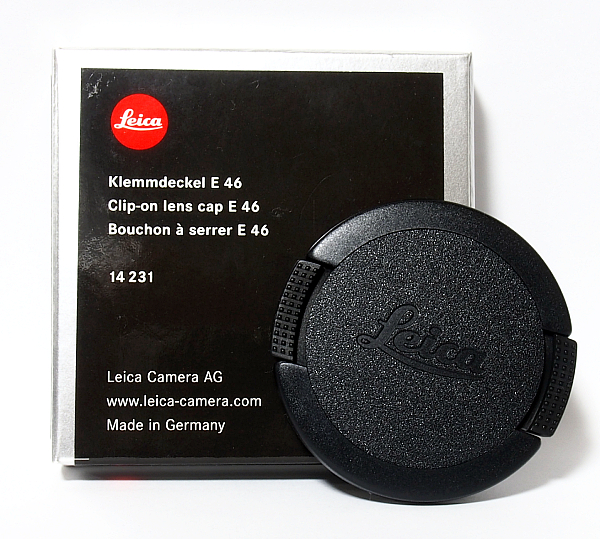 Leica
Klemmdeckel E 46
Clip-on lens cap E 46
Bouchon à serrer E 46
14 231
Leica Camera AG
www.leica-camera.com
Made in Germany
Leica